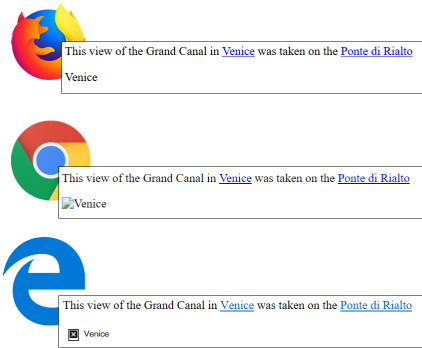 This view of the Grand Canal in Venice was taken on the Ponte di Rialto
Venice
This view of the Grand Canal in Venice was taken on the Ponte di Rialto
Venice
This view of the Grand Canal in Venice was taken on the Ponte di Rialto
Venice